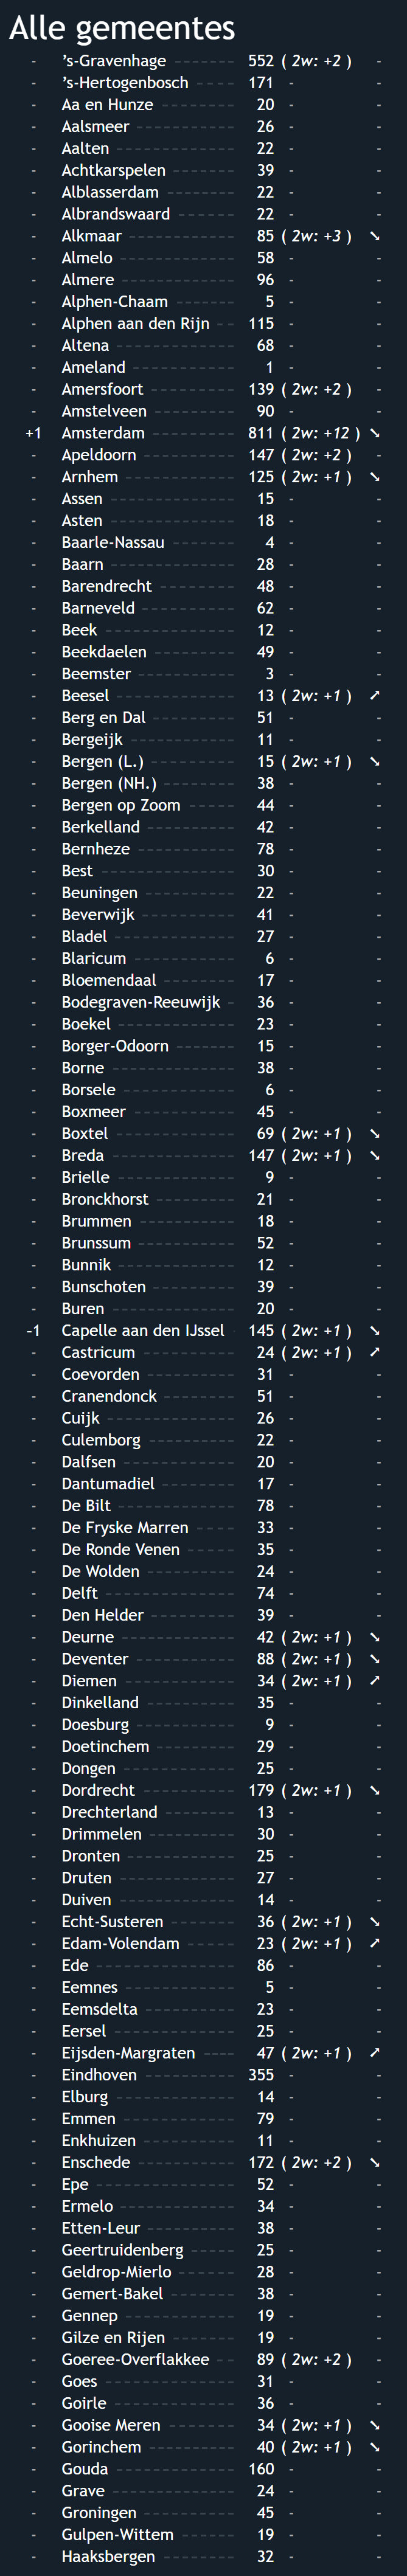 Alle gemeentes
- ’s-Gravenhage 552 ( 2w: +2 ) -
- ’s-Hertogenbosch 171 - -
- Aa en Hunze 20 - -
- Aalsmeer 26 - -
- Aalten 22 - -
- Achtkarspelen 39 - -
- Alblasserdam 22 - -
- Albrandswaard 22 - -
- Alkmaar 85 ( 2w: +3 ) ➘
- Almelo 58 - -
- Almere 96 - -
- Alphen-Chaam 5 - -
- Alphen aan den Rijn 115 - -
- Altena 68 - -
- Ameland 1 - -
- Amersfoort 139 ( 2w: +2 ) -
- Amstelveen 90 - -
+1 Amsterdam 811 ( 2w: +12 ) ➘
- Apeldoorn 147 ( 2w: +2 ) -
- Arnhem 125 ( 2w: +1 ) ➘
- Assen 15 - -
- Asten 18 - -
- Baarle-Nassau 4 - -
- Baarn 28 - -
- Barendrecht 48 - -
- Barneveld 62 - -
- Beek 12 - -
- Beekdaelen 49 - -
- Beemster 3 - -
- Beesel 13 ( 2w: +1 ) ➚
- Berg en Dal 51 - -
- Bergeijk 11 - -
- Bergen (L.) 15 ( 2w: +1 ) ➘
- Bergen (NH.) 38 - -
- Bergen op Zoom 44 - -
- Berkelland 42 - -
- Bernheze 78 - -
- Best 30 - -
- Beuningen 22 - -
- Beverwijk 41 - -
- Bladel 27 - -
- Blaricum 6 - -
- Bloemendaal 17 - -
- Bodegraven-Reeuwijk 36 - -
- Boekel 23 - -
- Borger-Odoorn 15 - -
- Borne 38 - -
- Borsele 6 - -
- Boxmeer 45 - -
- Boxtel 69 ( 2w: +1 ) ➘
- Breda 147 ( 2w: +1 ) ➘
- Brielle 9 - -
- Bronckhorst 21 - -
- Brummen 18 - -
- Brunssum 52 - -
- Bunnik 12 - -
- Bunschoten 39 - -
- Buren 20 - -
-1 Capelle aan den IJssel 145 ( 2w: +1 ) ➘
- Castricum 24 ( 2w: +1 ) ➚
- Coevorden 31 - -
- Cranendonck 51 - -
- Cuijk 26 - -
- Culemborg 22 - -
- Dalfsen 20 - -
- Dantumadiel 17 - -
- De Bilt 78 - -
- De Fryske Marren 33 - -
- De Ronde Venen 35 - -
- De Wolden 24 - -
- Delft 74 - -
- Den Helder 39 - -
- Deurne 42 ( 2w: +1 ) ➘
- Deventer 88 ( 2w: +1 ) ➘
- Diemen 34 ( 2w: +1 ) ➚
- Dinkelland 35 - -
- Doesburg 9 - -
- Doetinchem 29 - -
- Dongen 25 - -
- Dordrecht 179 ( 2w: +1 ) ➘
- Drechterland 13 - -
- Drimmelen 30 - -
- Dronten 25 - -
- Druten 27 - -
- Duiven 14 - -
- Echt-Susteren 36 ( 2w: +1 ) ➘
- Edam-Volendam 23 ( 2w: +1 ) ➚
- Ede 86 - -
- Eemnes 5 - -
- Eemsdelta 23 - -
- Eersel 25 - -
- Eijsden-Margraten 47 ( 2w: +1 ) ➚
- Eindhoven 355 - -
- Elburg 14 - -
- Emmen 79 - -
- Enkhuizen 11 - -
- Enschede 172 ( 2w: +2 ) ➘
- Epe 52 - -
- Ermelo 34 - -
- Etten-Leur 38 - -
- Geertruidenberg 25 - -
- Geldrop-Mierlo 28 - -
- Gemert-Bakel 38 - -
- Gennep 19 - -
- Gilze en Rijen 19 - -
- Goeree-Overflakkee 89 ( 2w: +2 ) -
- Goes 31 - -
- Goirle 36 - -
- Gooise Meren 34 ( 2w: +1 ) ➘
- Gorinchem 40 ( 2w: +1 ) ➘
- Gouda 160 - -
- Grave 24 - -
- Groningen 45 - -
- Gulpen-Wittem 19 - -
- Haaksbergen 32 - -